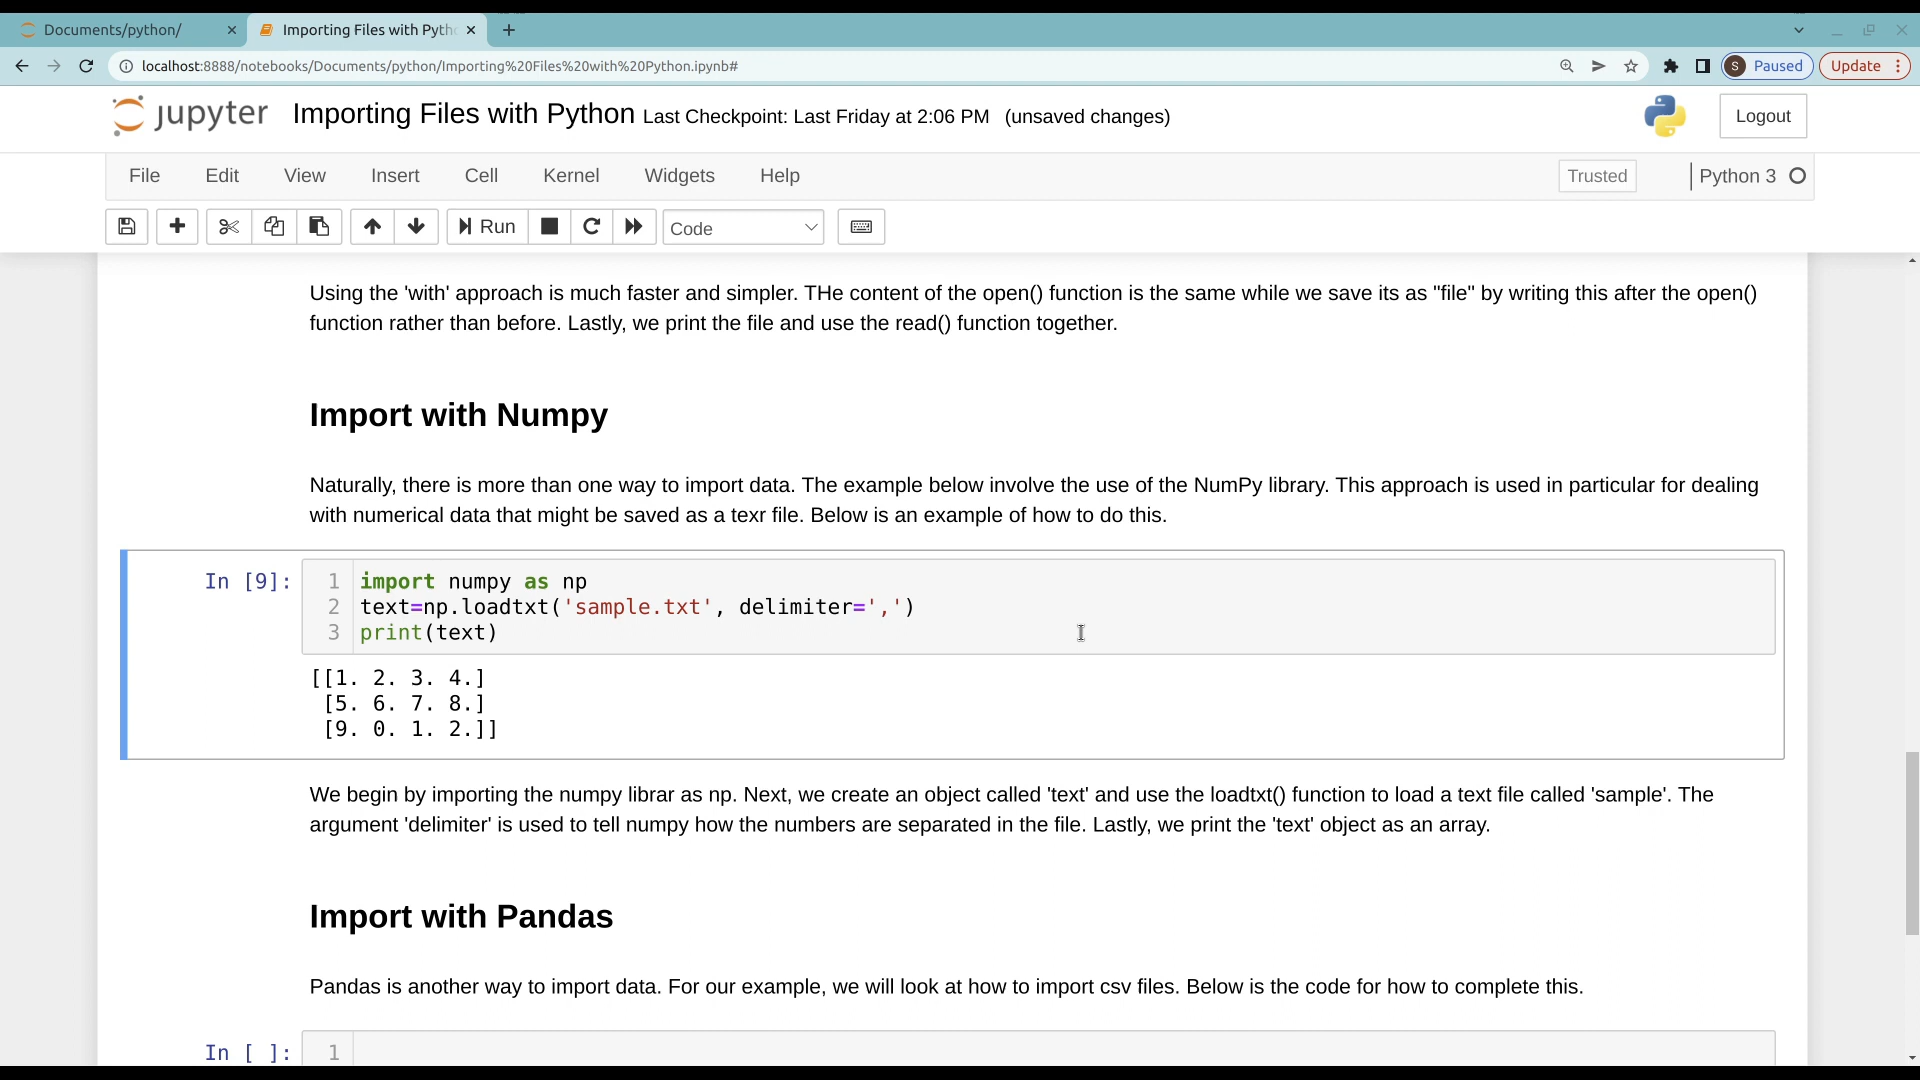 Documents/python/
Importing Files with Pyth
localhost:8888/notebooks/Documents/python/Importing%20Files%20with%20Python.ipynb#
S Paused
Update
jupyter Importing Files with Python Last Checkpoint: Last Friday at 2:06 PM (unsaved changes)
Logout
File Edit View Insert Cell Kernel Widgets Help
Trusted
Python 3
Run
Code
Using the 'with' approach is much faster and simpler. THe content of the open() function is the same while we save its as "file" by writing this after the open()
function rather than before. Lastly, we print the file and use the read() function together.
Import with Numpy
Naturally, there is more than one way to import data. The example below involve the use of the NumPy library. This approach is used in particular for dealing
with numerical data that might be saved as a texr file. Below is an example of how to do this.
In [9]: 1 import numpy as np
2 text=np.loadtxt('sample.txt', delimiter=',')
3 print(text)
[[1. 2. 3. 4.]
[5. 6. 7. 8.]
[9. 0. 1. 2.]]
We begin by importing the numpy librar as np. Next, we create an object called 'text' and use the loadtxt() function to load a text file called 'sample'. The
argument 'delimiter' is used to tell numpy how the numbers are separated in the file. Lastly, we print the 'text' object as an array.
Import with Pandas
Pandas is another way to import data. For our example, we will look at how to import csv files. Below is the code for how to complete this.
In [ ]: 1